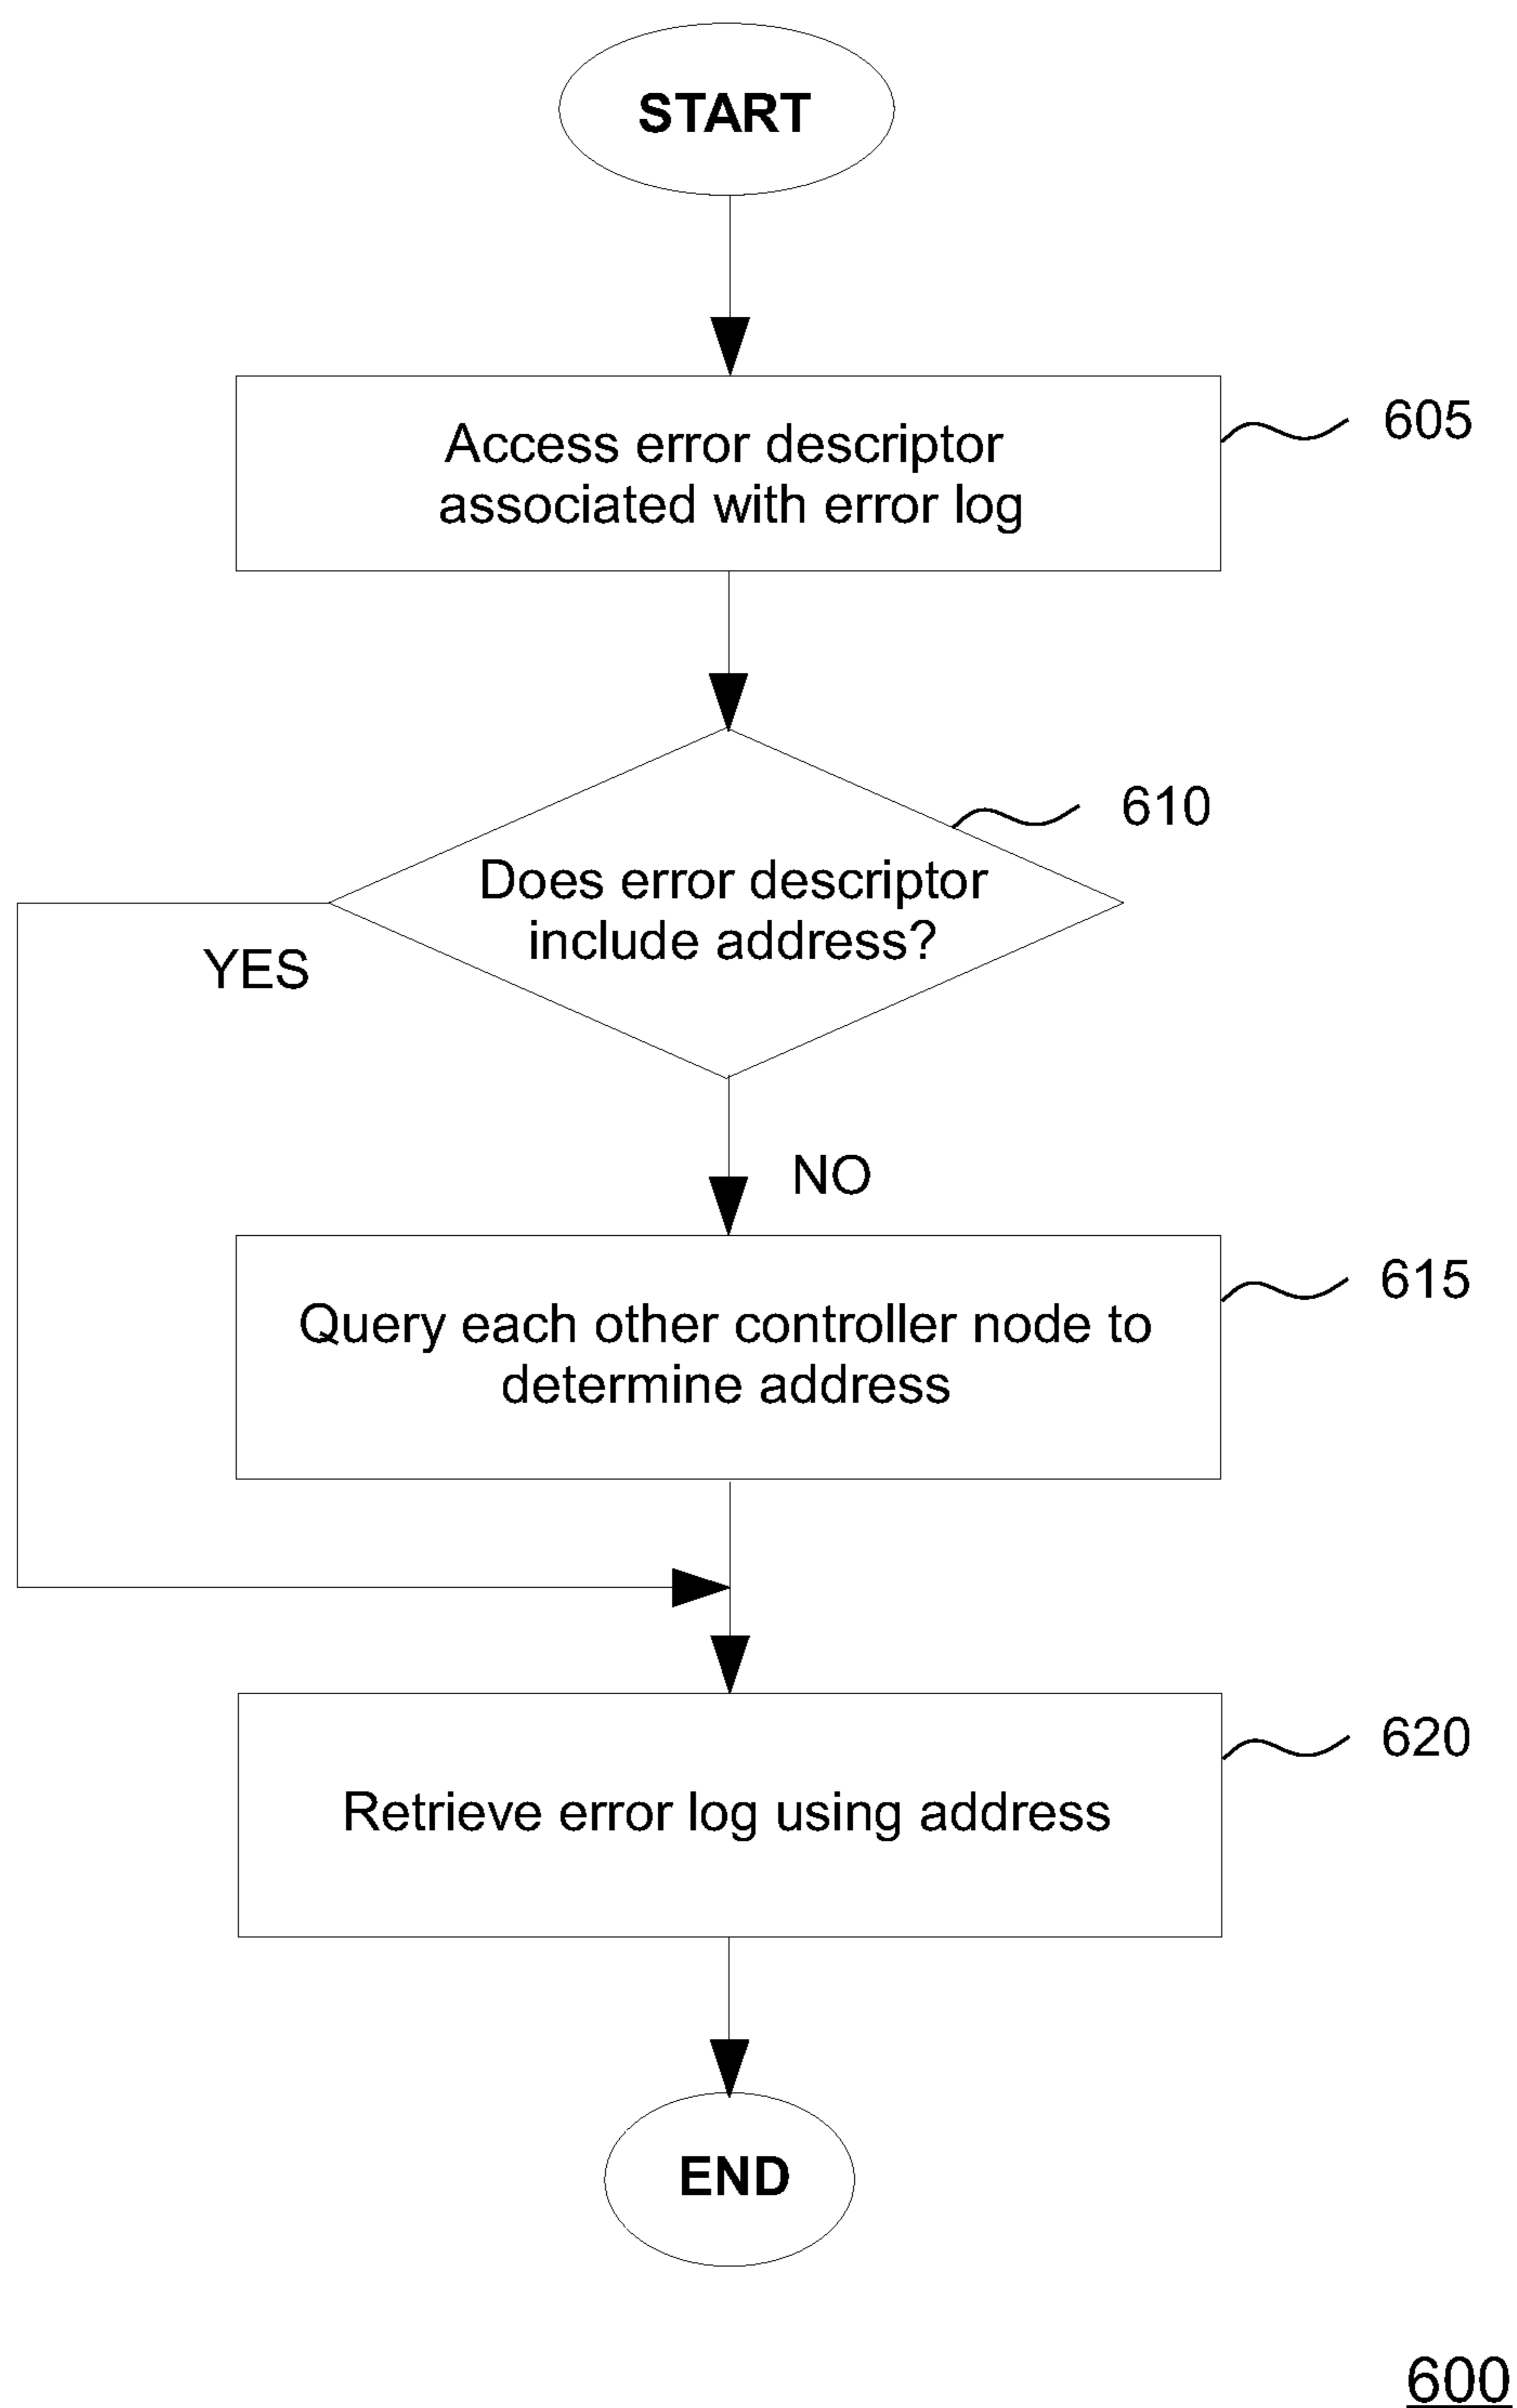 START
Access error descriptor
associated with error log
605
610
Does error descriptor
include address?
YES
NO
Query each other controller node to
determine address
615
Retrieve error log using address
620
END
600